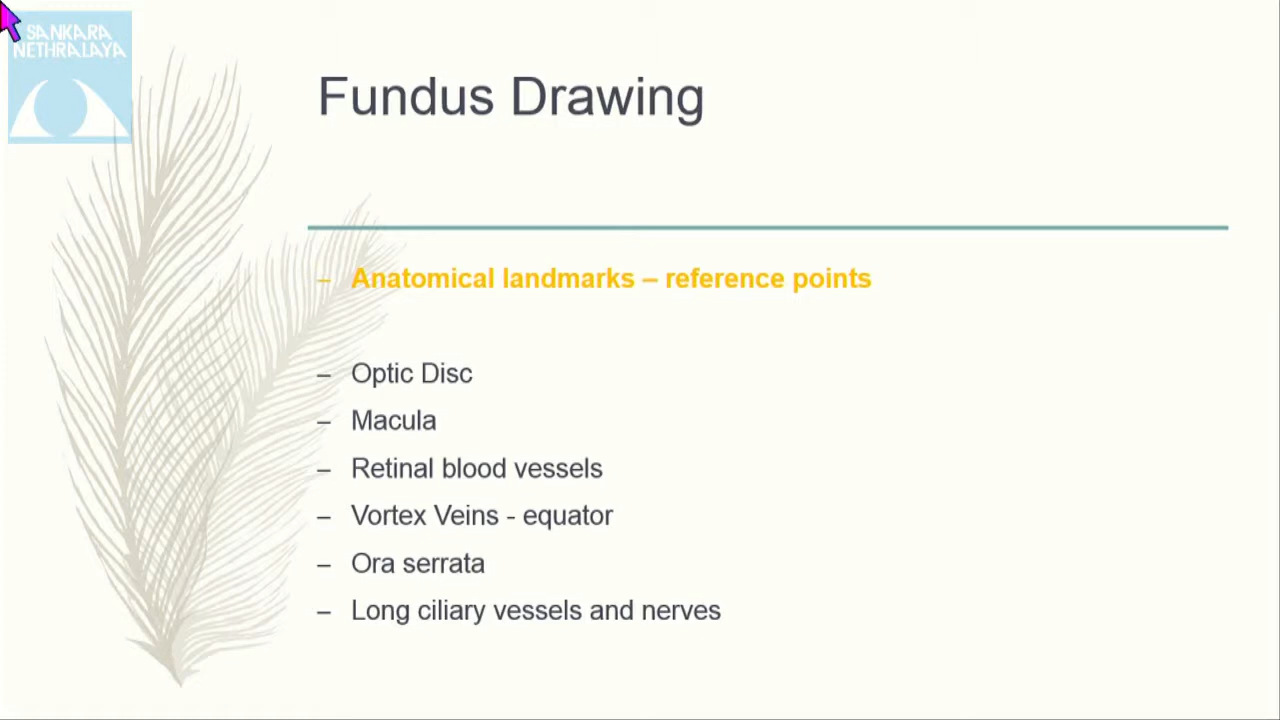 SANKARA
NETHRALAYA
Fundus Drawing
– Anatomical landmarks – reference points
– Optic Disc
– Macula
– Retinal blood vessels
– Vortex Veins - equator
– Ora serrata
– Long ciliary vessels and nerves